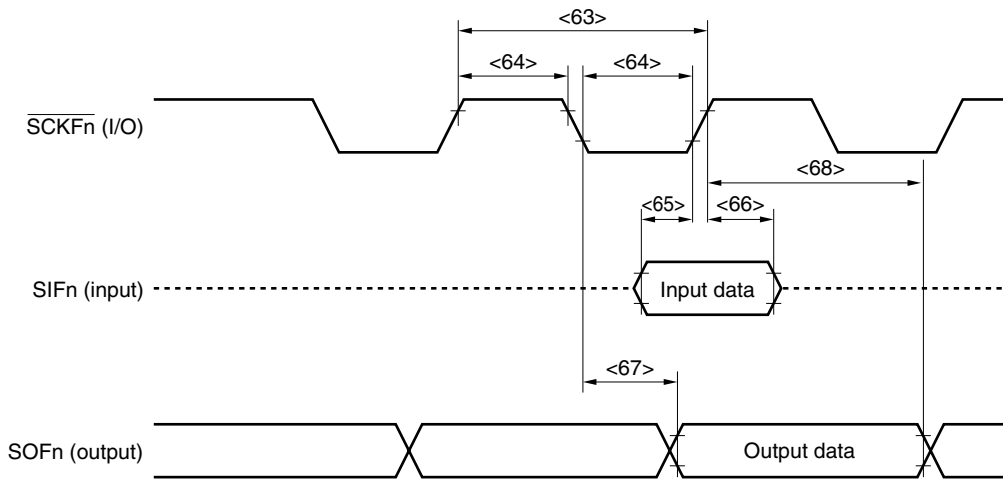 <63>
<64> <64>
SCKFn (I/O)
<68>
<65> <66>
SIFn (input) Input data
<67>
SOFn (output) Output data